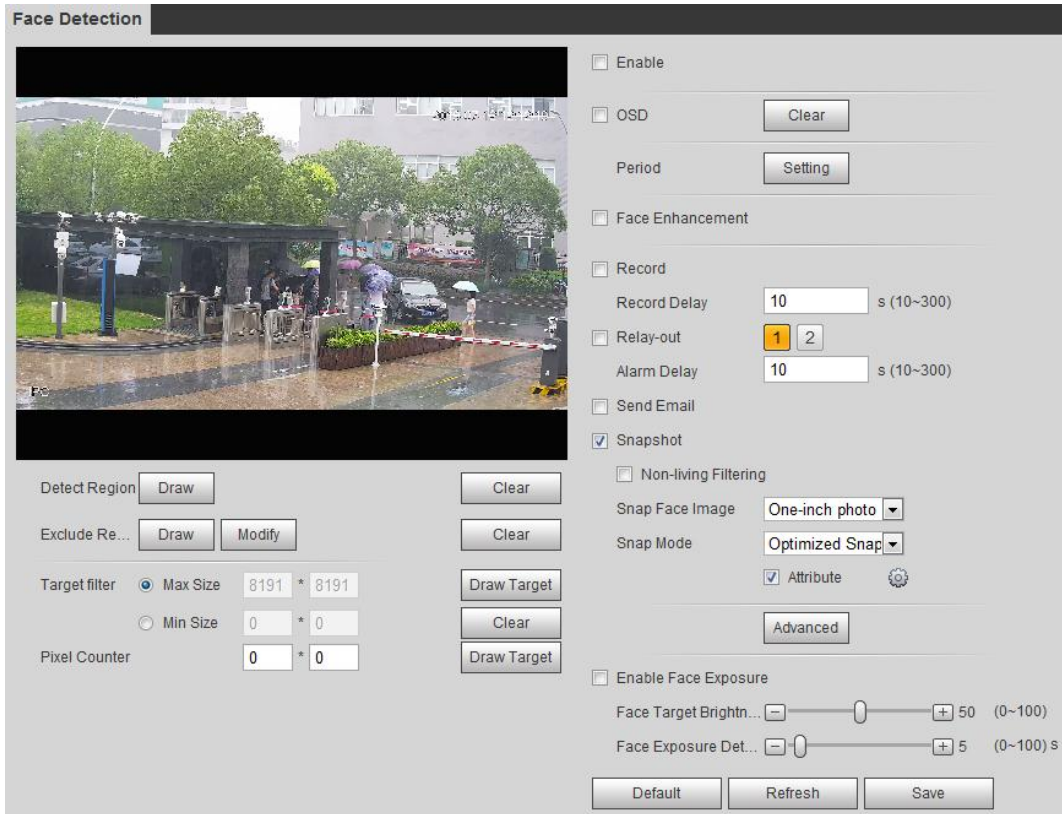 Face Detection
Enable
OSD Clear
Period Setting
Face Enhancement
Record
Record Delay 10 s (10~300)
Relay-out 1 2
Alarm Delay 10 s (10~300)
Send Email
Snapshot
Non-living Filtering
Snap Face Image One-inch photo
Snap Mode Optimized Snap
Attribute
Advanced
Enable Face Exposure
Face Target Brightn... 50 (0~100)
Face Exposure Det... 5 (0~100) s
Default Refresh Save
Detect Region Draw Clear
Exclude Re... Draw Modify Clear
Target filter Max Size 8191 * 8191 Draw Target
Min Size 0 * 0 Clear
Pixel Counter 0 * 0 Draw Target